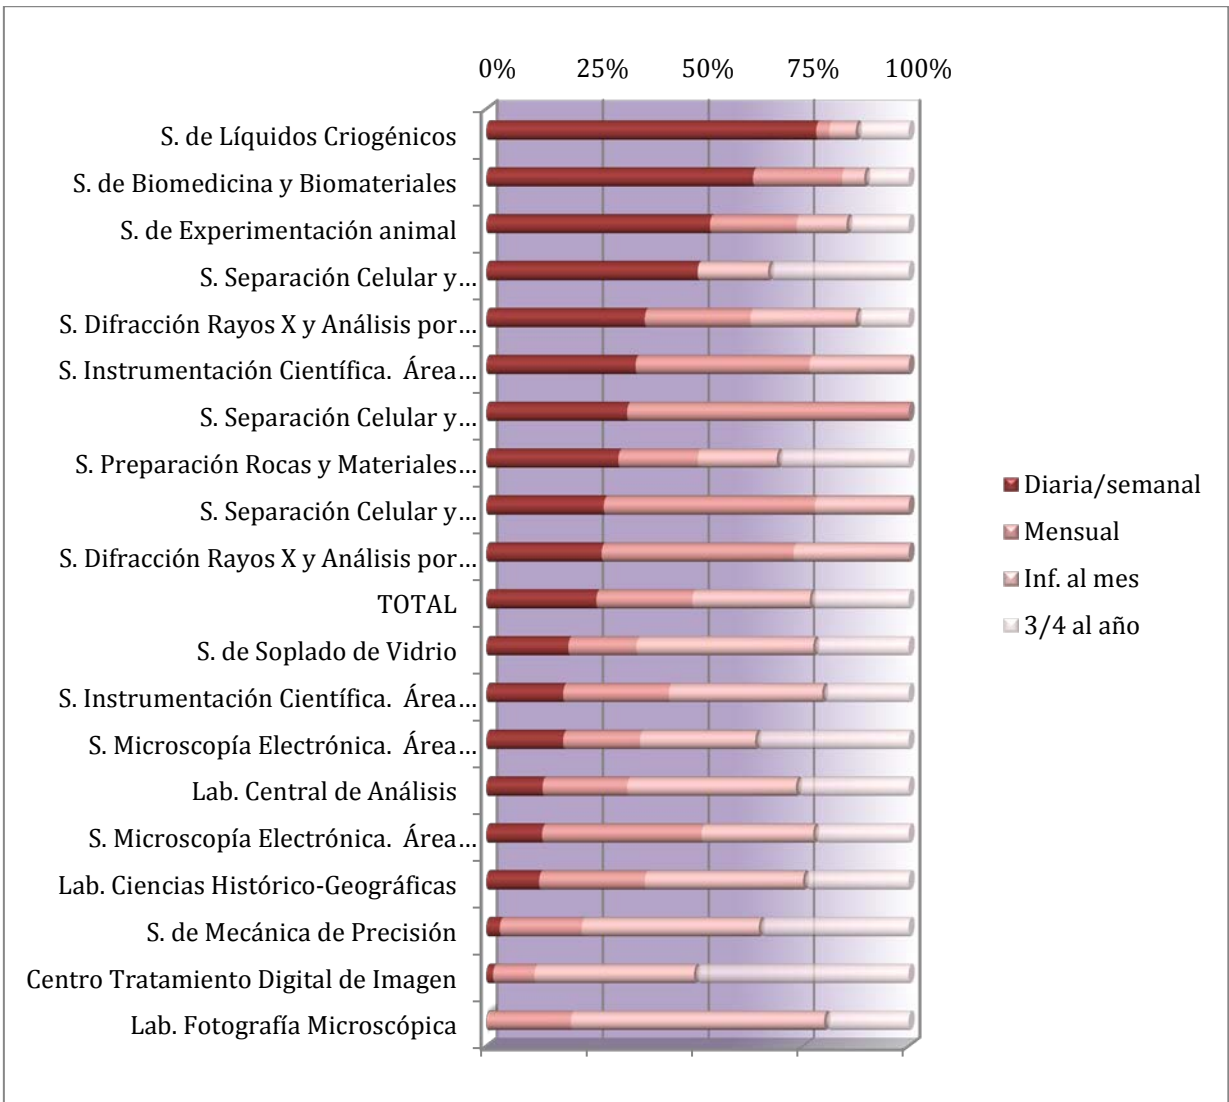 0% 25% 50% 75% 100%
S. de Líquidos Criogénicos
S. de Biomedicina y Biomateriales
S. de Experimentación animal
S. Separación Celular y...
S. Difracción Rayos X y Análisis por...
S. Instrumentación Científica. Área...
S. Separación Celular y...
S. Preparación Rocas y Materiales...
S. Separación Celular y...
S. Difracción Rayos X y Análisis por...
TOTAL
S. de Soplado de Vidrio
S. Instrumentación Científica. Área...
S. Microscopía Electrónica. Área...
Lab. Central de Análisis
S. Microscopía Electrónica. Área...
Lab. Ciencias Histórico-Geográficas
S. de Mecánica de Precisión
Centro Tratamiento Digital de Imagen
Lab. Fotografía Microscópica
Diaria/semanal
Mensual
Inf. al mes
3/4 al año